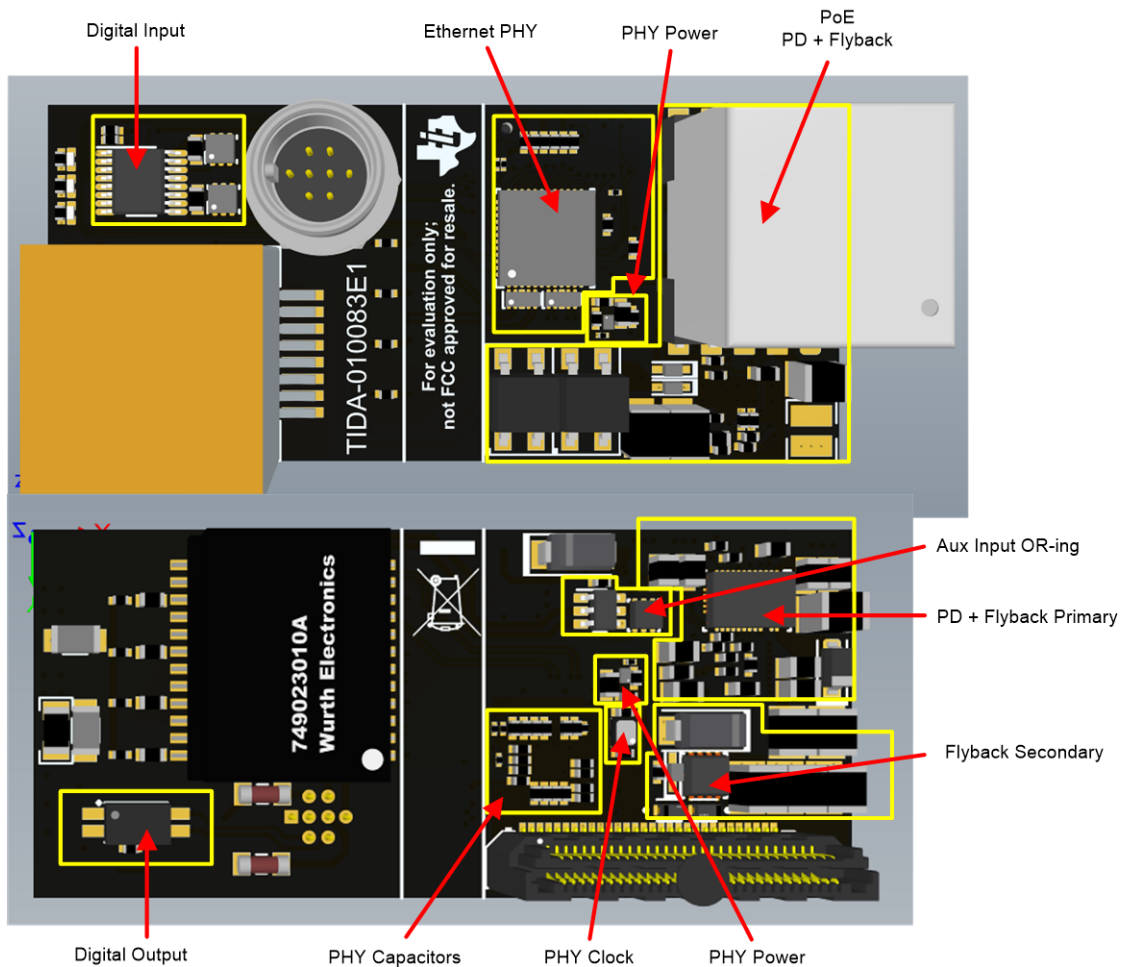 Digital Input
Ethernet PHY
PHY Power
PoE
PD + Flyback
TIDA-010083E1
For evaluation only;
not FCC approved for resale.
Aux Input OR-ing
PD + Flyback Primary
Flyback Secondary
749023010A
Wurth Electronics
Digital Output
PHY Capacitors
PHY Clock
PHY Power